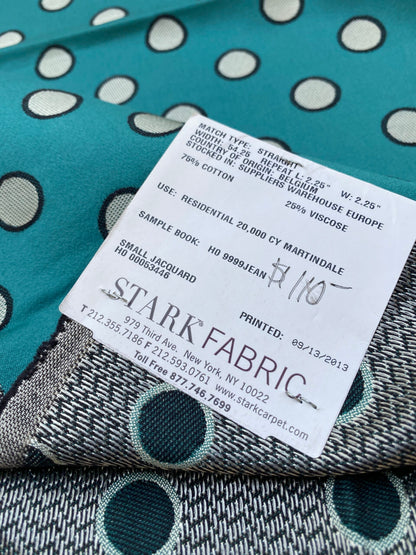 MATCH TYPE: STRAIGHT
WIDTH: 54.25 REPEAT L: 2.25" W: 2.25"
COUNTRY OF ORIGIN: BELGIUM
STOCKED IN: SUPPLIERS WAREHOUSE EUROPE
75% COTTON 25% VISCOSE
USE: RESIDENTIAL 20,000 CY MARTINDALE
SAMPLE BOOK: H0 9999JEAN $110-
SMALL JACQUARD
H0 00053446
PRINTED: 09/13/2013
STARK® FABRIC
979 Third Ave. New York, NY 10022
T 212.355.7186 F 212.593.0761 www.starkcarpet.com
Toll Free 877.746.7699